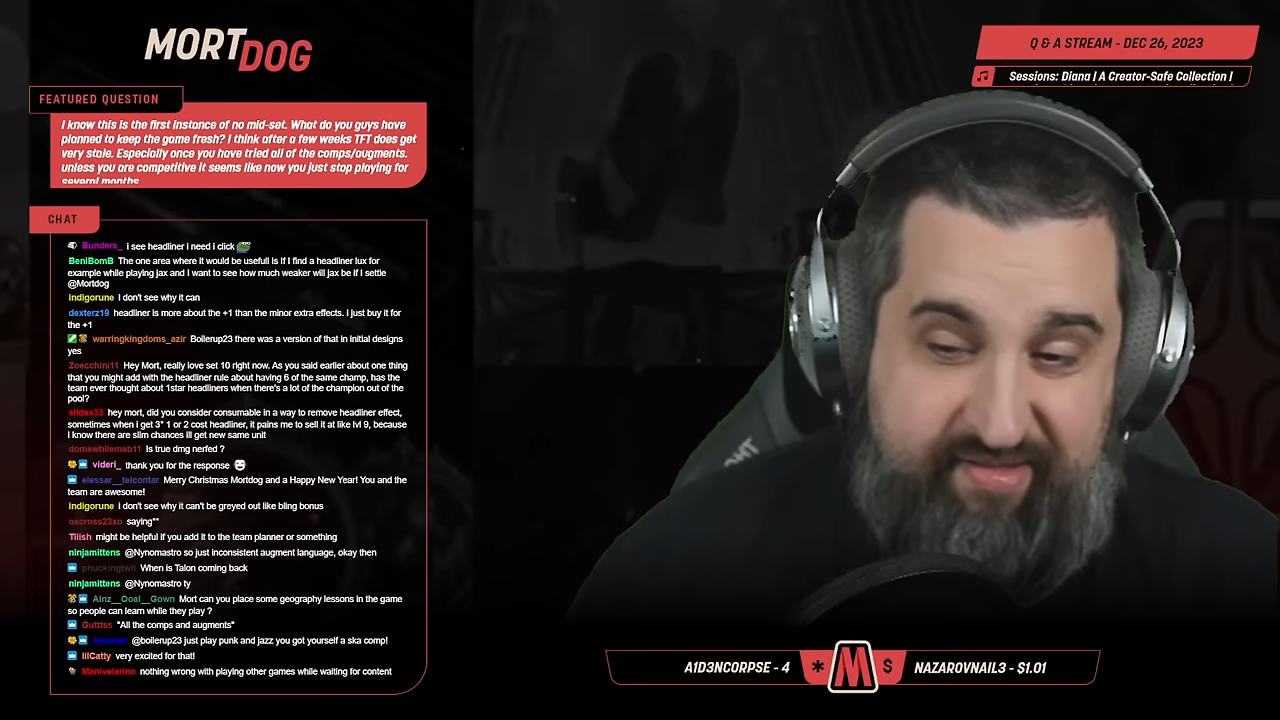 MORTDOG
Q & A STREAM - DEC 26, 2023
Sessions: Diana | A Creator-Safe Collection |
FEATURED QUESTION
I know this is the first instance of no mid-set. What do you guys have
planned to keep the game fresh? I think after a few weeks TFT does get
very stale. Especially once you have tried all of the comps/augments.
unless you are competitive it seems like now you just stop playing for
several months
CHAT
Bunders_ i see headliner i need i click
BeniBomB The one area where it would be usefull is if I find a headliner lux for
example while playing jax and I want to see how much weaker will jax be if I settle
@Mortdog
indigorune I don't see why it can
dexterz19 headliner is more about the +1 than the minor extra effects. I just buy it for
the +1
warringkingdoms_azir Boilerup23 there was a version of that in initial designs
yes
Zoecchini11 Hey Mort, really love set 10 right now. As you said earlier about one thing
that you might add with the headliner rule about having 6 of the same champ, has the
team ever thought about 1star headliners when there's a lot of the champion out of the
pool?
slidex33 hey mort, did you consider consumable in a way to remove headliner effect,
sometimes when i get 3* 1 or 2 cost headliner, it pains me to sell it at like lvl 9, because
i know there are slim chances ill get new same unit
domewhilemab11 Is true dmg nerfed ?
videri_ thank you for the response
elessar__telcontar Merry Christmas Mortdog and a Happy New Year! You and the
team are awesome!
indigorune I don't see why it can't be greyed out like bling bonus
oxcross23xo saying**
Tiiish might be helpful if you add it to the team planner or something
ninjamittens @Nynomastro so just inconsistent augment language, okay then
phuckingtwit When is Talon coming back
ninjamittens @Nynomastro ty
Ainz__Ooal__Gown Mort can you place some geography lessons in the game
so people can learn while they play ?
Gutttss "All the comps and augments"
@boilerup23 just play punk and jazz you got yourself a ska comp!
lilCatty very excited for that!
Manivelarino nothing wrong with playing other games while waiting for content
A1D3NCORPSE - 4
* M $
NAZAROVNAIL3 - $1.01